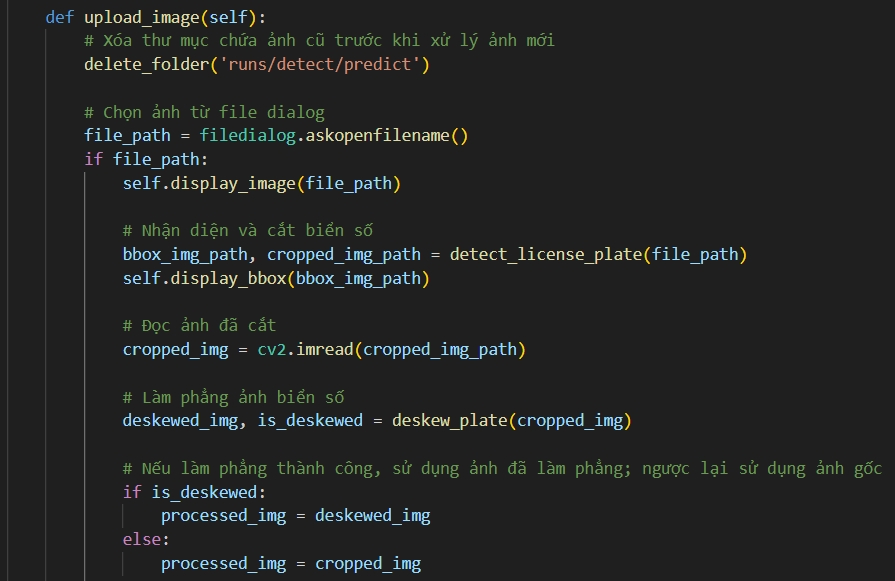 def upload_image(self):
# Xóa thư mục chứa ảnh cũ trước khi xử lý ảnh mới
delete_folder('runs/detect/predict')
# Chọn ảnh từ file dialog
file_path = filedialog.askopenfilename()
if file_path:
self.display_image(file_path)
# Nhận diện và cắt biển số
bbox_img_path, cropped_img_path = detect_license_plate(file_path)
self.display_bbox(bbox_img_path)
# Đọc ảnh đã cắt
cropped_img = cv2.imread(cropped_img_path)
# Làm phẳng ảnh biển số
deskewed_img, is_deskewed = deskew_plate(cropped_img)
# Nếu làm phẳng thành công, sử dụng ảnh đã làm phẳng; ngược lại sử dụng ảnh gốc
if is_deskewed:
processed_img = deskewed_img
else:
processed_img = cropped_img